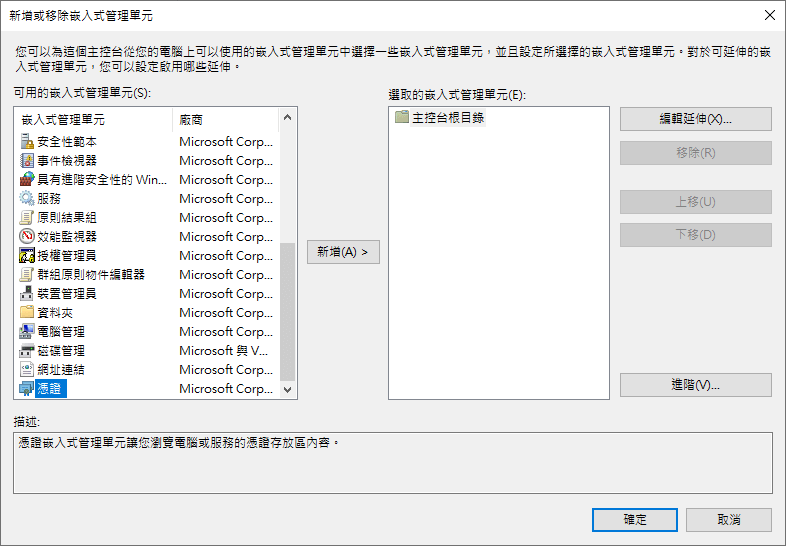 新增或移除嵌入式管理單元
您可以為這個主控台從您的電腦上可以使用的嵌入式管理單元中選擇一些嵌入式管理單元，並且設定所選擇的嵌入式管理單元。對於可延伸的嵌
入式管理單元，您可以設定啟用哪些延伸。
可用的嵌入式管理單元(S):
選取的嵌入式管理單元(E):
嵌入式管理單元 廠商
安全性範本 Microsoft Corp...
事件檢視器 Microsoft Corp...
具有進階安全性的 Win... Microsoft Corp...
服務 Microsoft Corp...
原則結果組 Microsoft Corp...
效能監視器 Microsoft Corp...
授權管理員 Microsoft Corp...
群組原則物件編輯器 Microsoft Corp...
裝置管理員 Microsoft Corp...
資料夾 Microsoft Corp...
電腦管理 Microsoft Corp...
磁碟管理 Microsoft 與 V...
網址連結 Microsoft Corp...
憑證 Microsoft Corp...
新增(A) >
主控台根目錄
編輯延伸(X)...
移除(R)
上移(U)
下移(D)
進階(V)...
描述:
憑證嵌入式管理單元讓您瀏覽電腦或服務的憑證存放區內容。
確定
取消